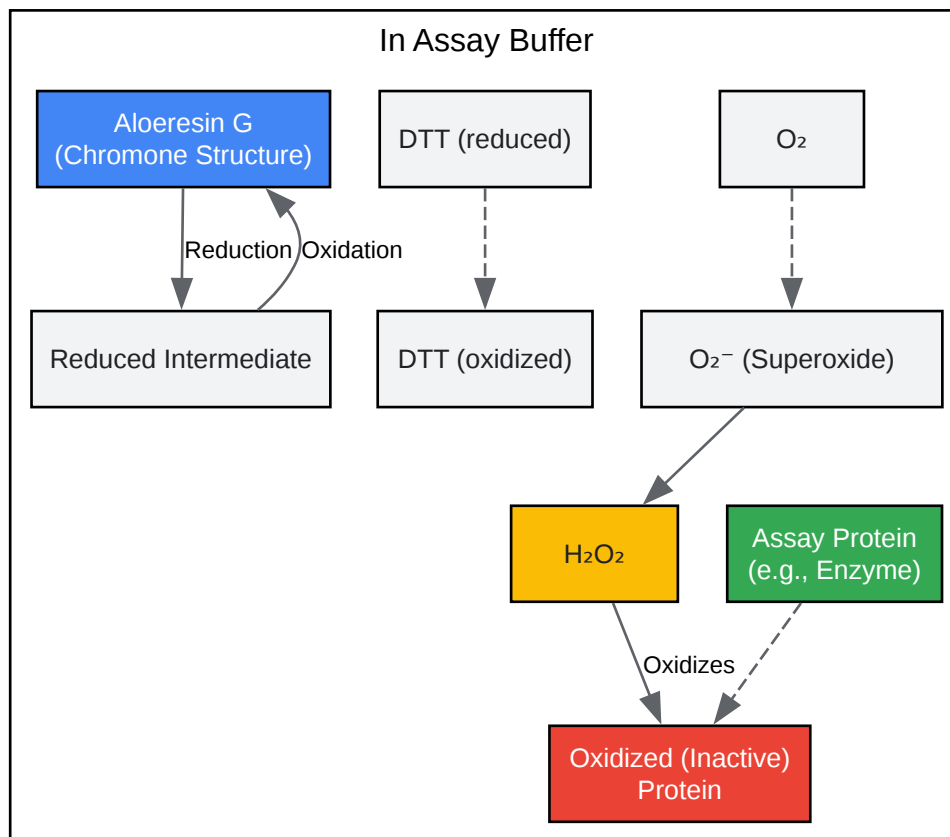 In Assay Buffer
Aloeresin G
(Chromone Structure)
DTT (reduced)
O₂
Reduction
Oxidation
Reduced Intermediate
DTT (oxidized)
O₂⁻ (Superoxide)
H₂O₂
Assay Protein
(e.g., Enzyme)
Oxidizes
Oxidized (Inactive)
Protein